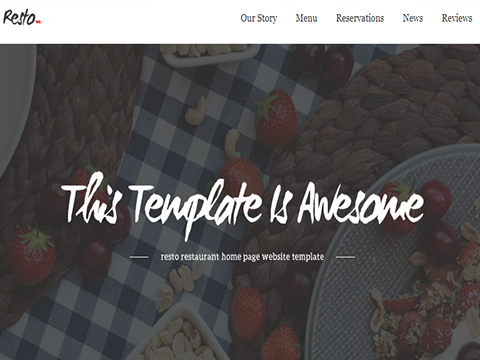 Resto
Our Story Menu Reservations News Reviews
This Template Is Awesome
resto restaurant home page website template